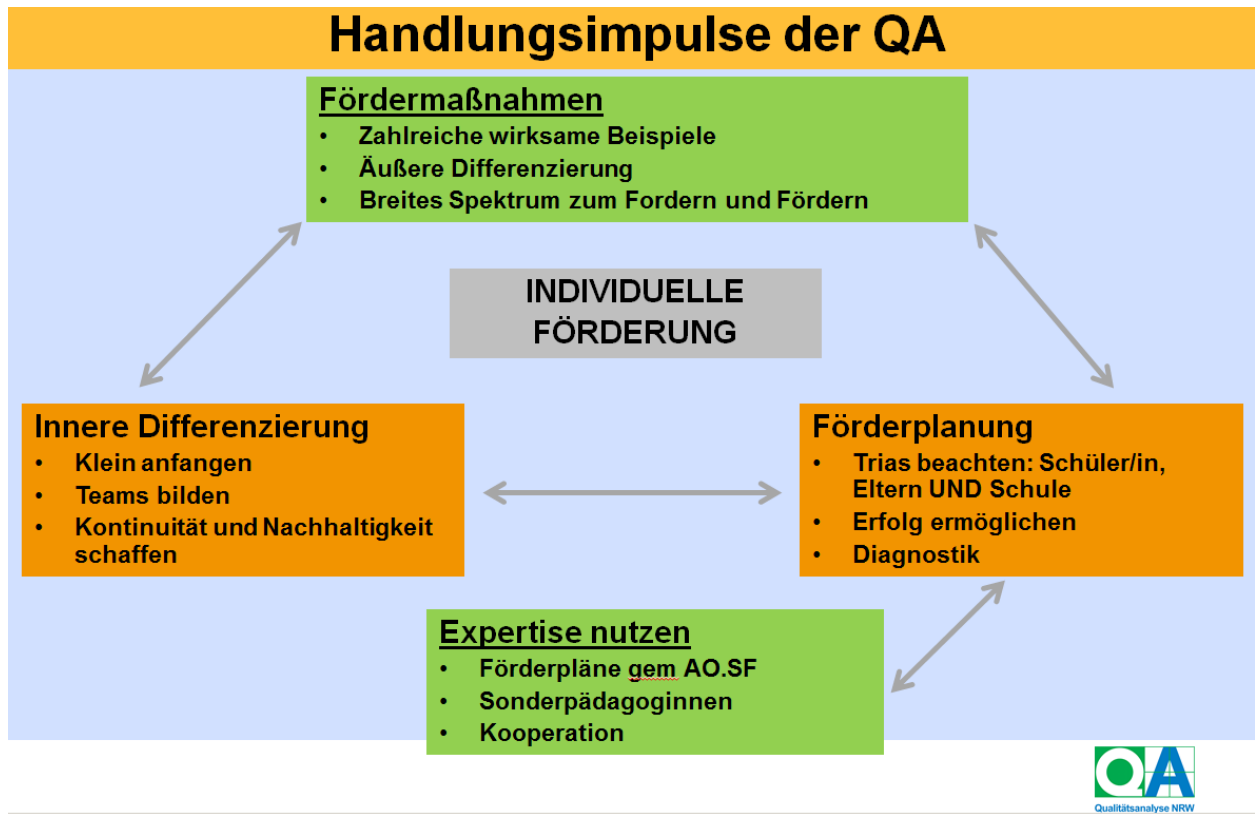 Handlungsimpulse der QA
Fördermaßnahmen
• Zahlreiche wirksame Beispiele
• Äußere Differenzierung
• Breites Spektrum zum Fordern und Fördern
INDIVIDUELLE
FÖRDERUNG
Innere Differenzierung
• Klein anfangen
• Teams bilden
• Kontinuität und Nachhaltigkeit
schaffen
Förderplanung
• Trias beachten: Schüler/in,
Eltern UND Schule
• Erfolg ermöglichen
• Diagnostik
Expertise nutzen
• Förderpläne gem AO.SF
• Sonderpädagoginnen
• Kooperation
QA
Qualitätsanalyse NRW